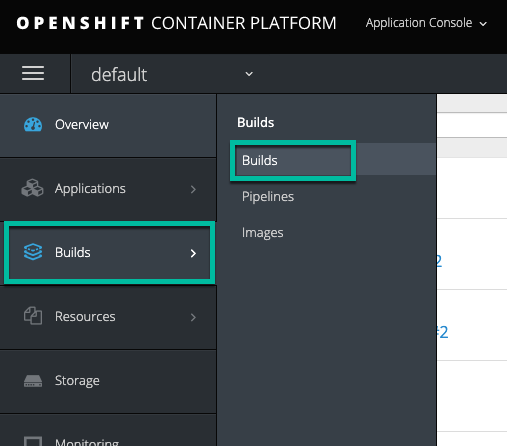 OPENSHIFT CONTAINER PLATFORM
Application Console
default
Overview
Applications
Builds
Resources
Storage
Monitoring
Builds
Builds
Pipelines
Images
2
#2